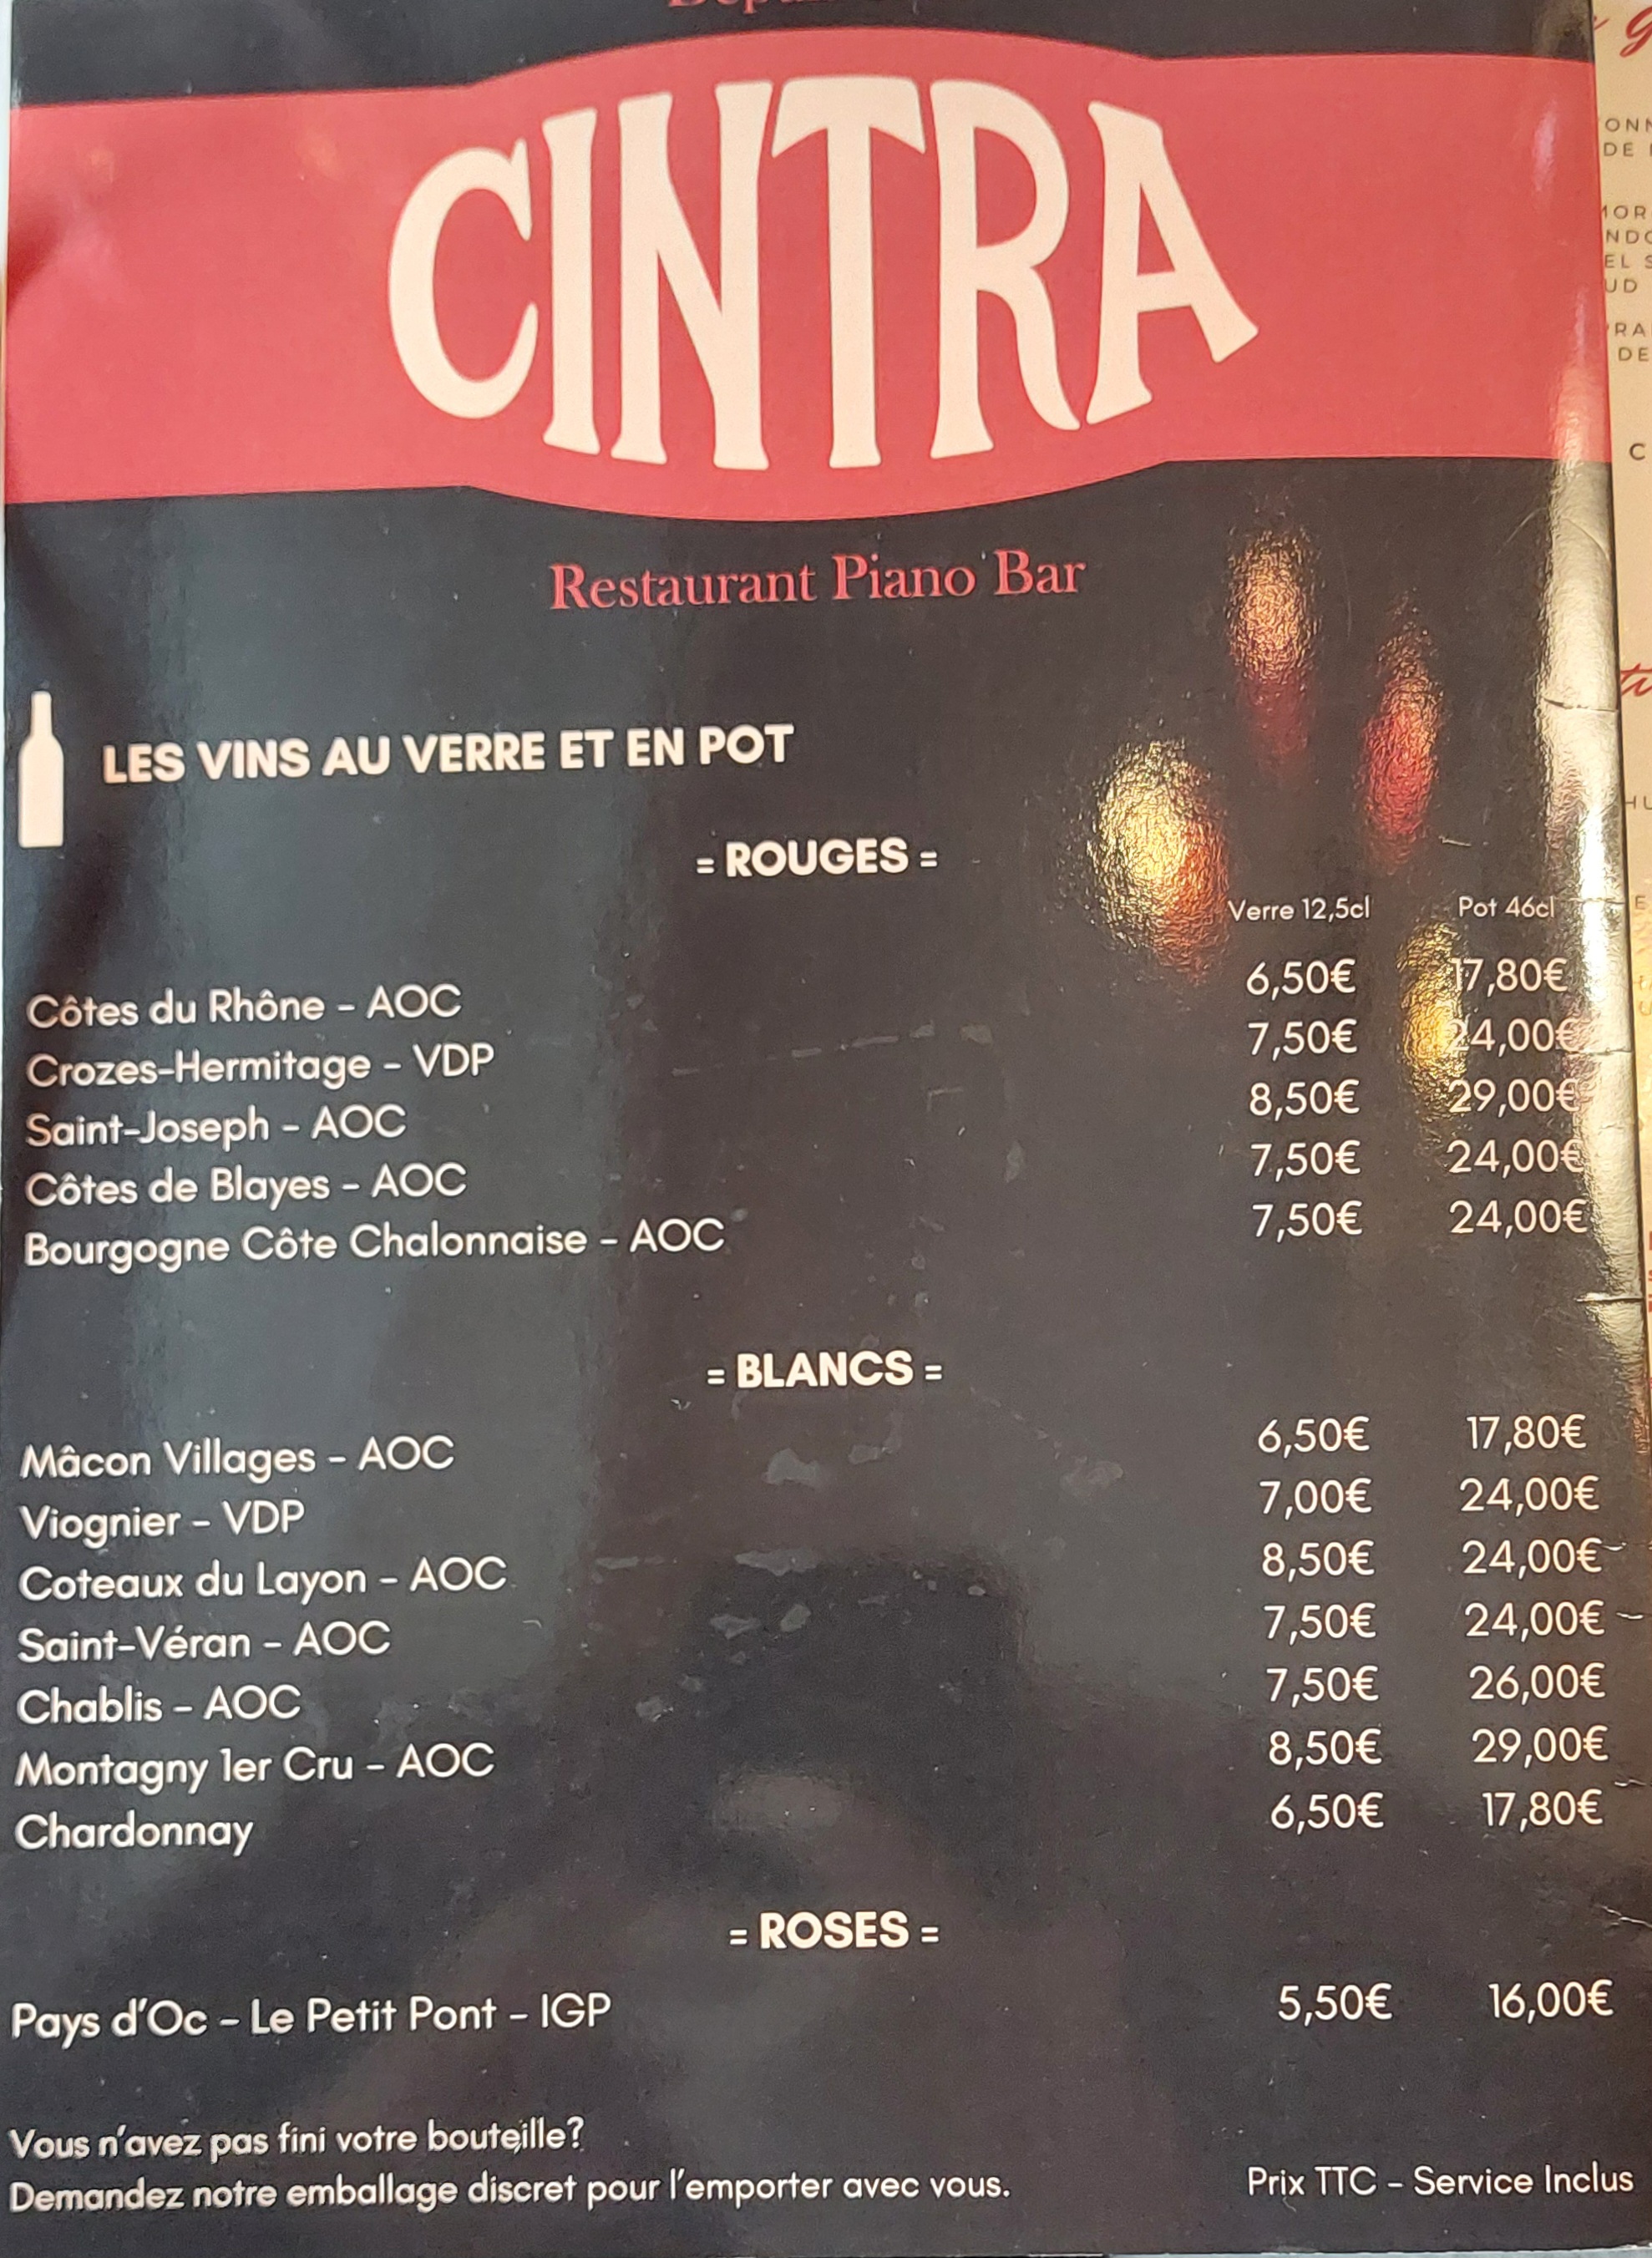 CINTRA
Restaurant Piano Bar
LES VINS AU VERRE ET EN POT
= ROUGES =
Verre 12,5cl Pot 46cl
Côtes du Rhône - AOC 6,50€ 17,80€
Crozes-Hermitage - VDP 7,50€ 24,00€
Saint-Joseph - AOC 8,50€ 29,00€
Côtes de Blayes - AOC 7,50€ 24,00€
Bourgogne Côte Chalonnaise - AOC 7,50€ 24,00€
= BLANCS =
Mâcon Villages - AOC 6,50€ 17,80€
Viognier - VDP 7,00€ 24,00€
Coteaux du Layon - AOC 8,50€ 24,00€
Saint-Véran - AOC 7,50€ 24,00€
Chablis - AOC 7,50€ 26,00€
Montagny 1er Cru - AOC 8,50€ 29,00€
Chardonnay 6,50€ 17,80€
= ROSES =
Pays d'Oc - Le Petit Pont - IGP 5,50€ 16,00€
Vous n'avez pas fini votre bouteille?
Demandez notre emballage discret pour l'emporter avec vous.
Prix TTC - Service Inclus